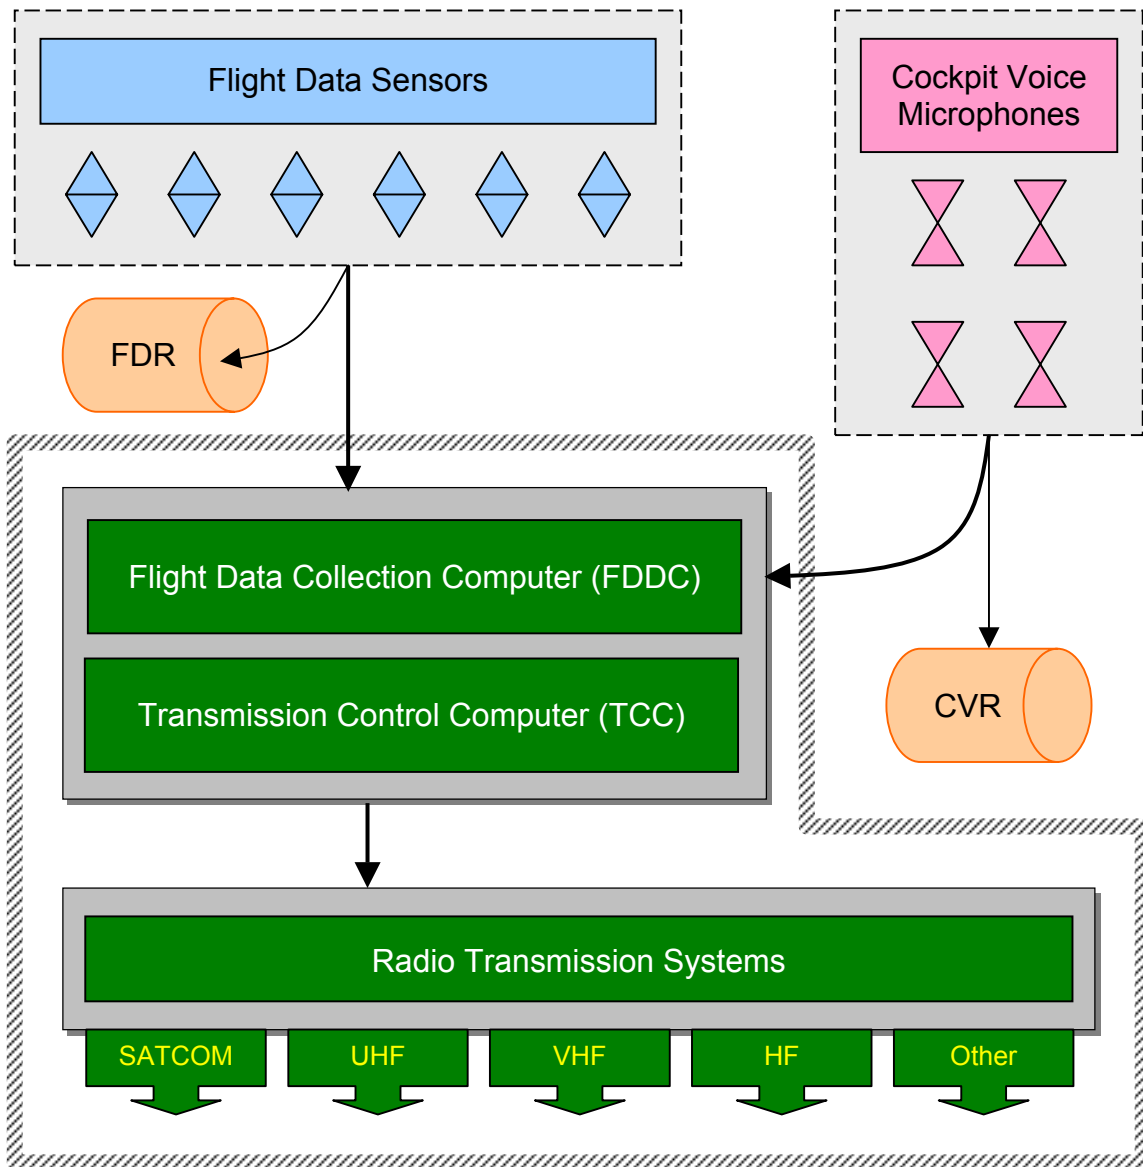 Flight Data Sensors
Cockpit Voice
Microphones
FDR
Flight Data Collection Computer (FDDC)
Transmission Control Computer (TCC)
CVR
Radio Transmission Systems
SATCOM
UHF
VHF
HF
Other